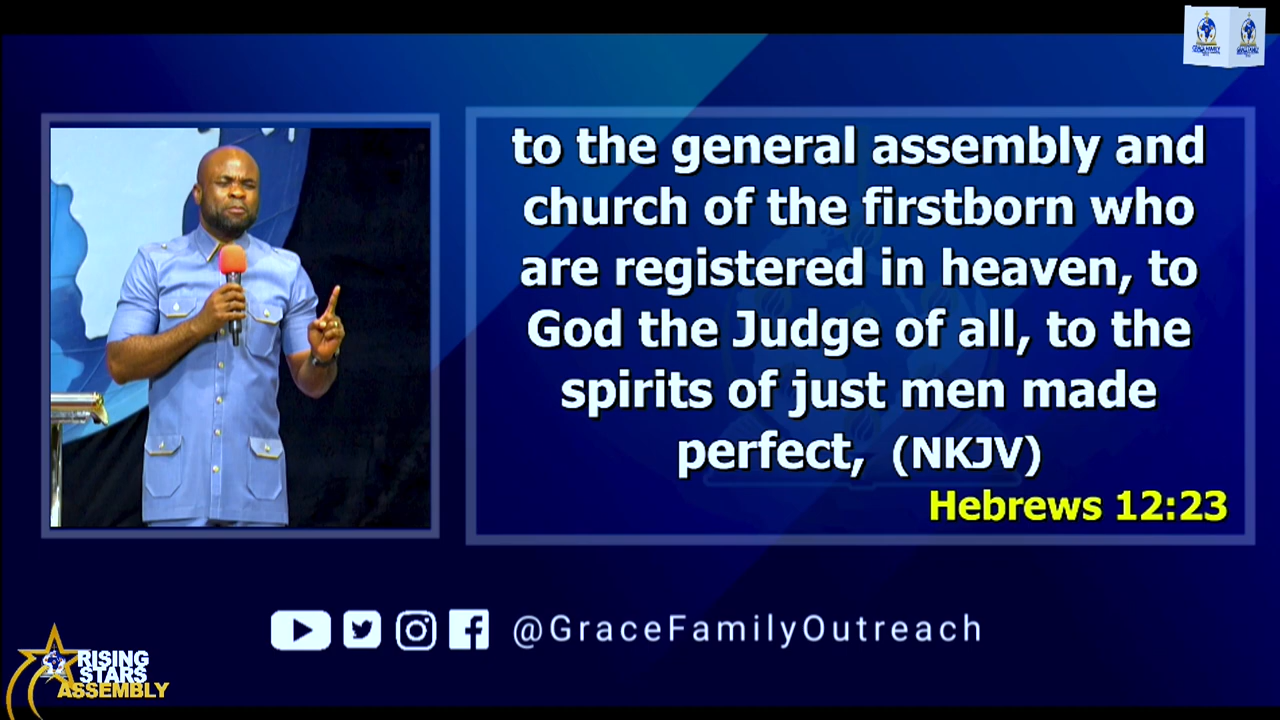 to the general assembly and
church of the firstborn who
are registered in heaven, to
God the Judge of all, to the
spirits of just men made
perfect, (NKJV)
Hebrews 12:23
@GraceFamilyOutreach
RISING
STARS
ASSEMBLY